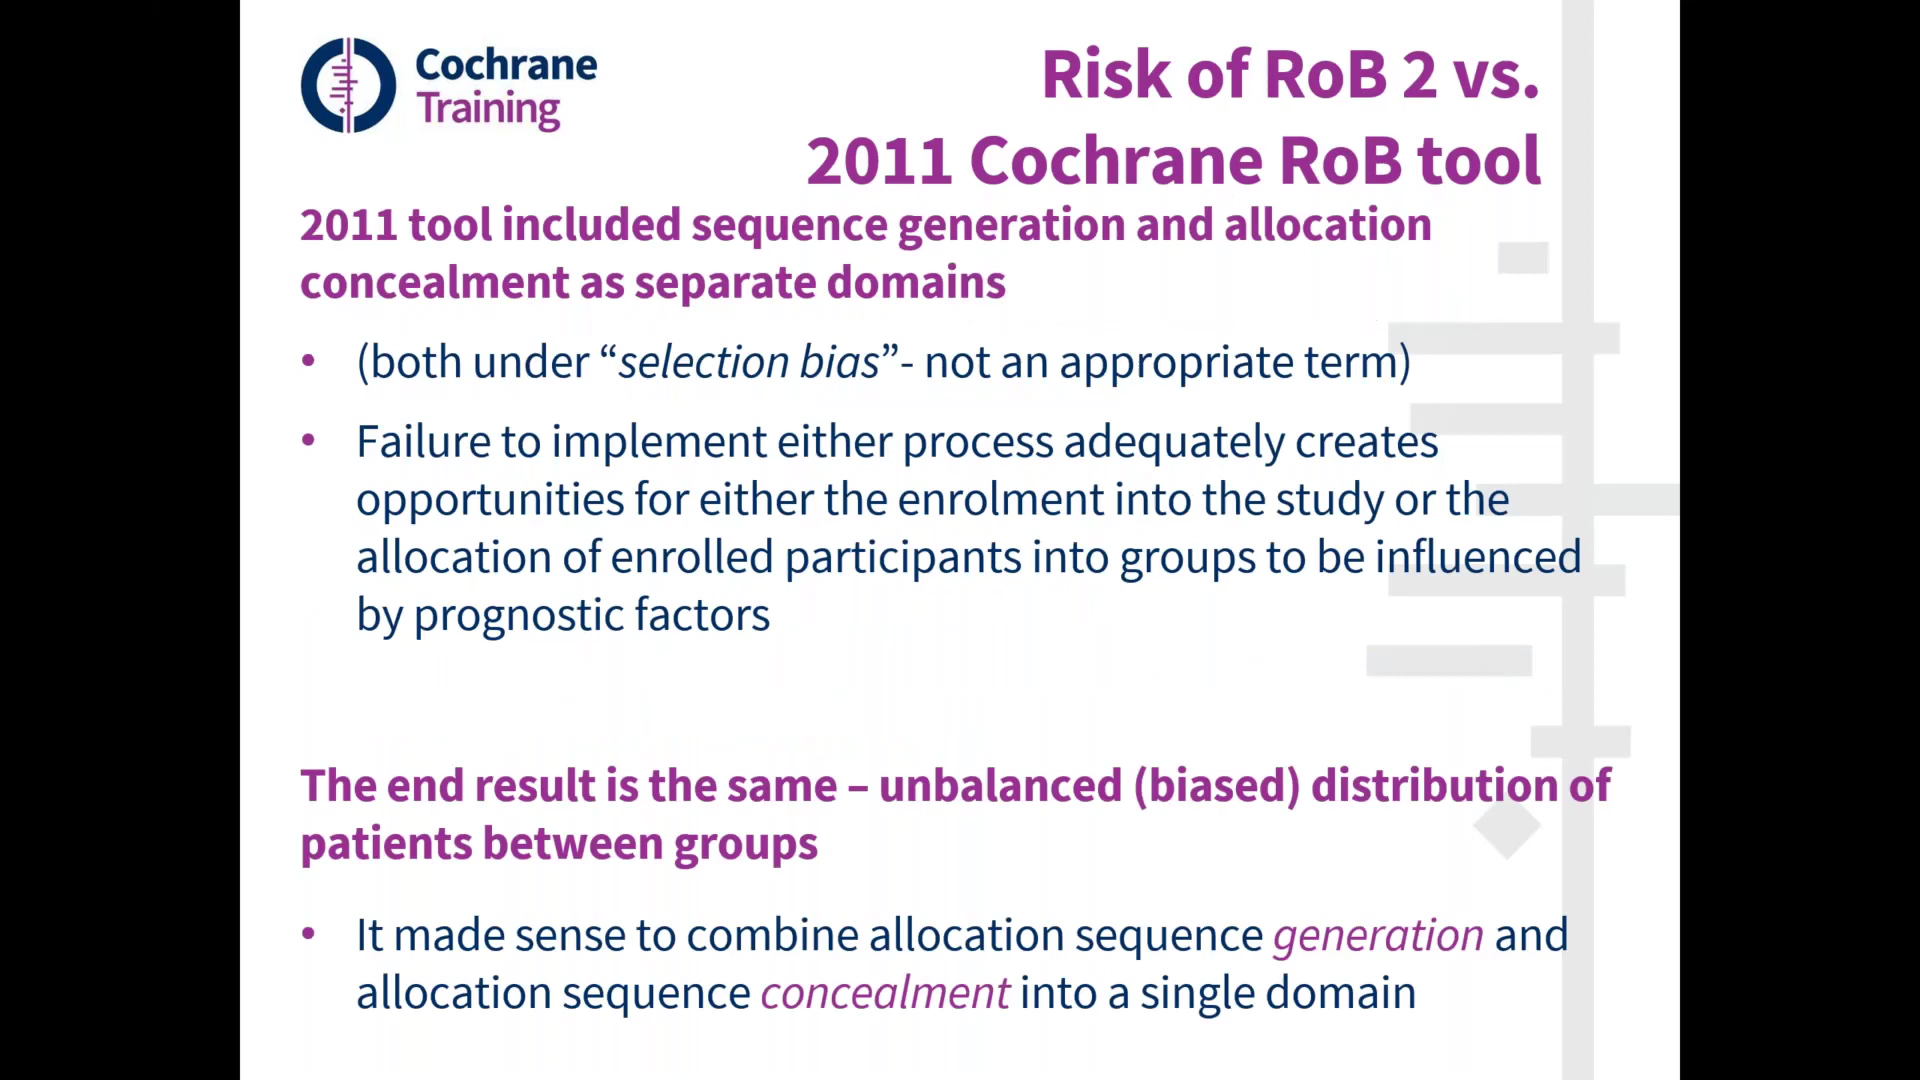 Cochrane
Training
Risk of RoB 2 vs.
2011 Cochrane RoB tool
2011 tool included sequence generation and allocation
concealment as separate domains
• (both under “selection bias”- not an appropriate term)
• Failure to implement either process adequately creates
opportunities for either the enrolment into the study or the
allocation of enrolled participants into groups to be influenced
by prognostic factors
The end result is the same – unbalanced (biased) distribution of
patients between groups
• It made sense to combine allocation sequence generation and
allocation sequence concealment into a single domain